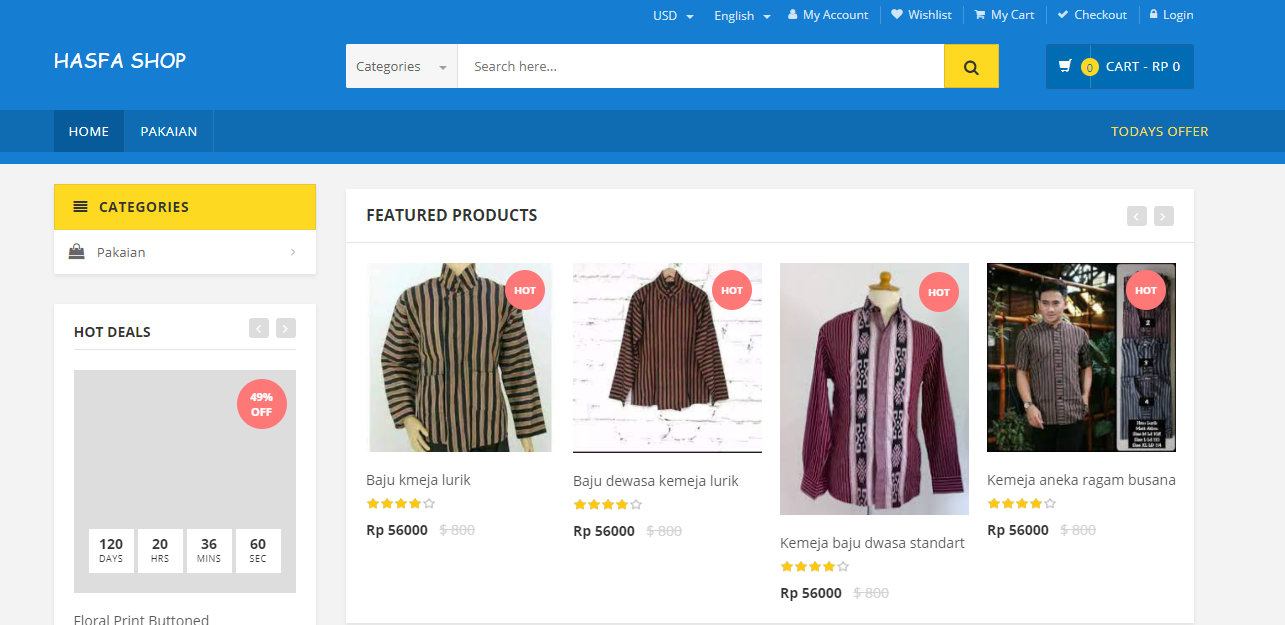 USD English My Account Wishlist My Cart Checkout Login
HASFA SHOP
Categories Search here... 0 CART - RP 0
HOME PAKAIAN TODAYS OFFER
CATEGORIES
Pakaian
HOT DEALS
49%
OFF
120 20 36 60
DAYS HRS MINS SEC
Floral Print Buttoned
FEATURED PRODUCTS
HOT HOT HOT HOT
Baju kmeja lurik
Rp 56000 $ 800
Baju dewasa kemeja lurik
Rp 56000 $ 800
Kemeja baju dwasa standart
Rp 56000 $ 800
Kemeja aneka ragam busana
Rp 56000 $ 800